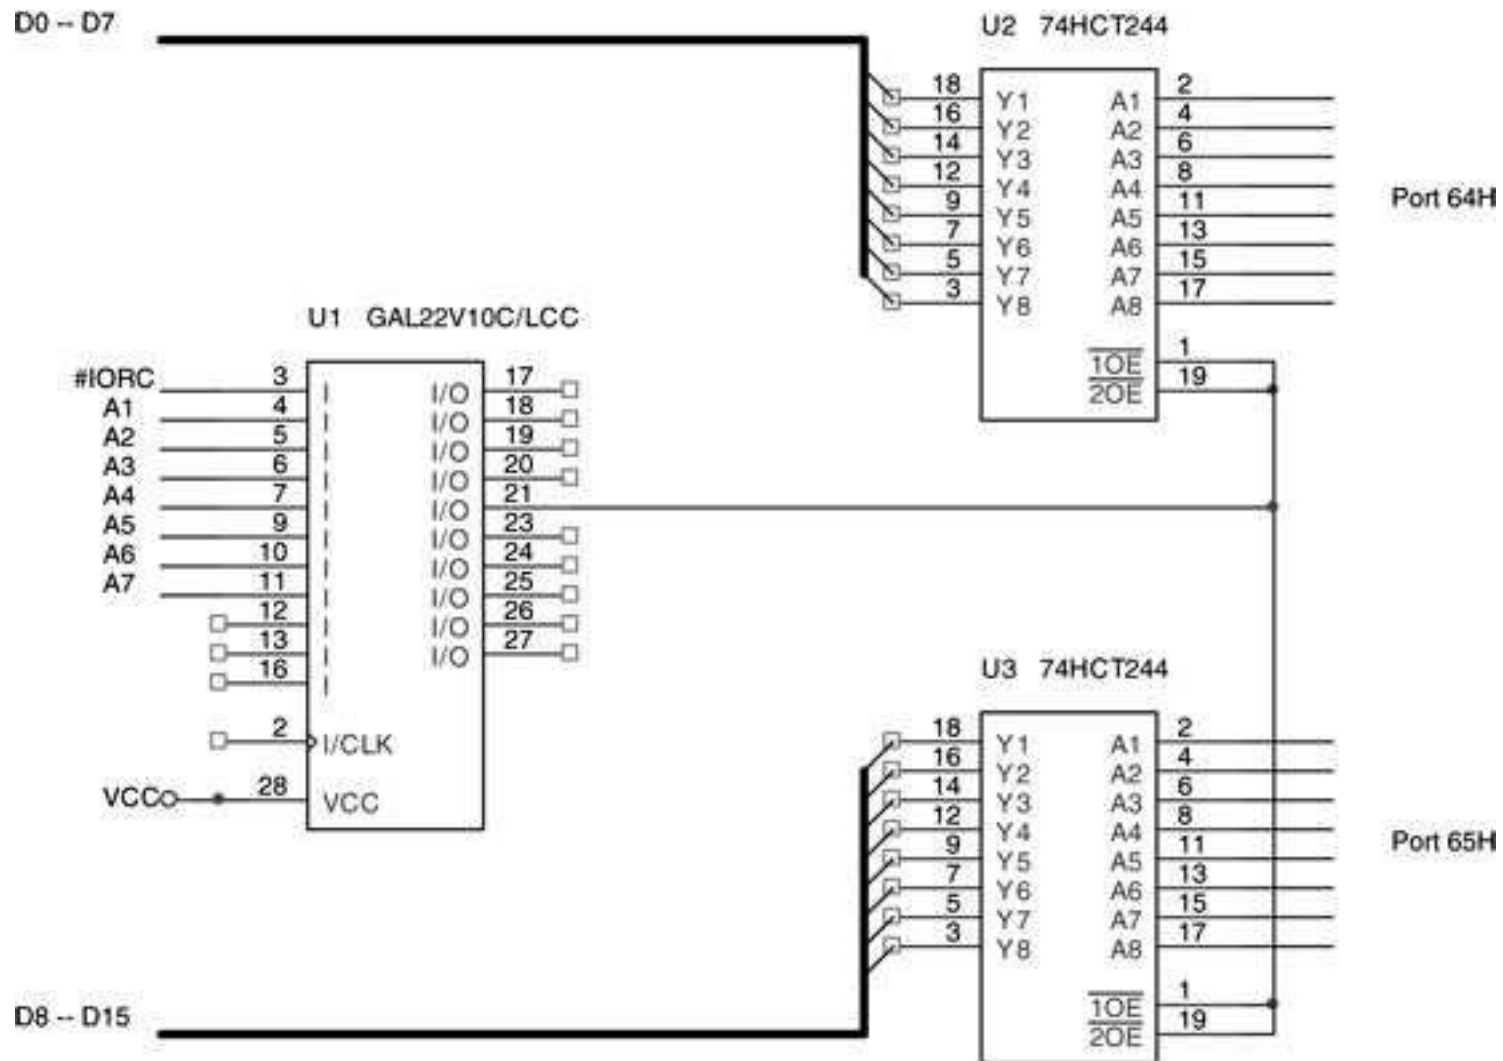 D0 -- D7
U2 74HCT244
18 Y1 A1 2
16 Y2 A2 4
14 Y3 A3 6
12 Y4 A4 8
9 Y5 A5 11
7 Y6 A6 13
5 Y7 A7 15
3 Y8 A8 17
1OE 1
2OE 19
Port 64H
U1 GAL22V10C/LCC
#IORC 3 I I/O 17
A1 4 I I/O 18
A2 5 I I/O 19
A3 6 I I/O 20
A4 7 I I/O 21
A5 9 I I/O 23
A6 10 I I/O 24
A7 11 I I/O 25
12 I I/O 26
13 I I/O 27
16 I
2 I/CLK
VCC 28 VCC
U3 74HCT244
18 Y1 A1 2
16 Y2 A2 4
14 Y3 A3 6
12 Y4 A4 8
9 Y5 A5 11
7 Y6 A6 13
5 Y7 A7 15
3 Y8 A8 17
1OE 1
2OE 19
Port 65H
D8 -- D15